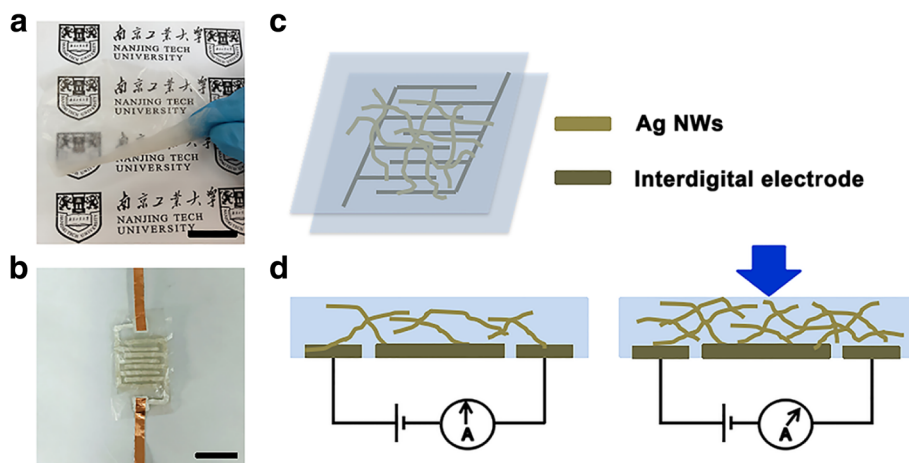 a
南京工业大学
NANJING TECH
UNIVERSITY
南京工业大学
NANJING TECH
UNIVERSITY
NANJING TECH
UNIVERSITY
南京工业大学
NANJING TECH
UNIVERSITY
b
c
Ag NWs
Interdigital electrode
d
A
A